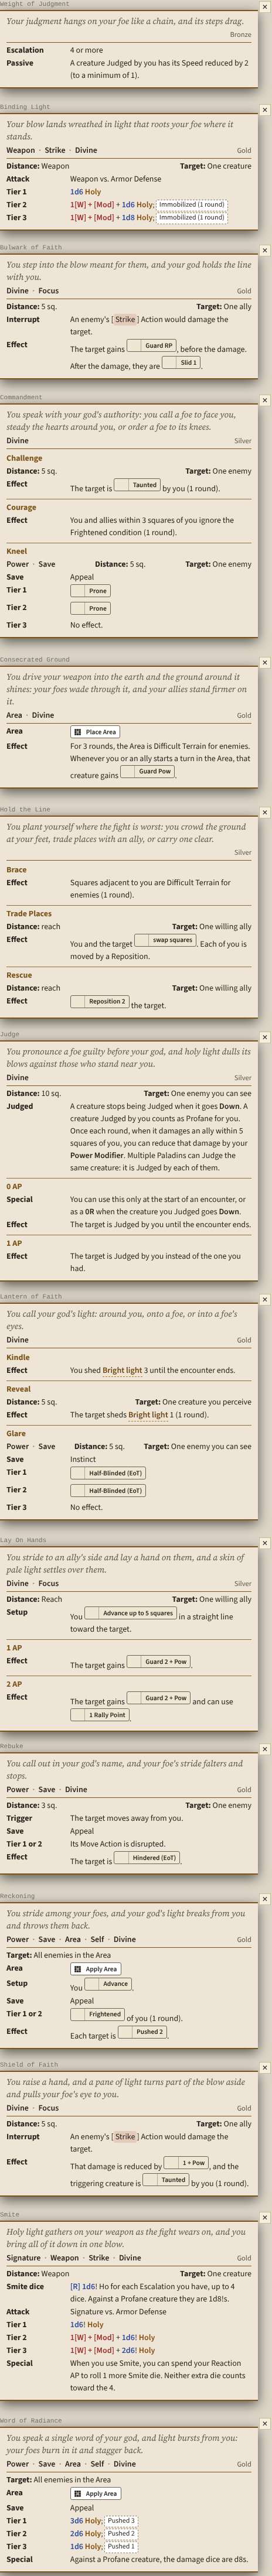 Weight of Judgment
Your judgment hangs on your foe like a chain, and its steps drag.
Bronze
Escalation 4 or more
Passive A creature Judged by you has its Speed reduced by 2
(to a minimum of 1).
Binding Light
Your blow lands wreathed in light that roots your foe where it
stands.
Weapon · Strike · Divine Gold
Distance: Weapon Target: One creature
Attack Weapon vs. Armor Defense
Tier 1 1d6 Holy
Tier 2 1[W] + [Mod] + 1d6 Holy; Immobilized (1 round)
Tier 3 1[W] + [Mod] + 1d8 Holy; Immobilized (1 round)
Bulwark of Faith
You step into the blow meant for them, and your god holds the line
with you.
Divine · Focus Gold
Distance: 5 sq. Target: One ally
Interrupt An enemy's [Strike] Action would damage the
target.
Effect The target gains Guard RP, before the damage.
After the damage, they are Slid 1.
Commandment
You speak with your god's authority: you call a foe to face you,
steady the hearts around you, or order a foe to its knees.
Divine Silver
Challenge
Distance: 5 sq. Target: One enemy
Effect The target is Taunted by you (1 round).
Courage
Effect You and allies within 3 squares of you ignore the
Frightened condition (1 round).
Kneel
Power · Save Distance: 5 sq. Target: One enemy
Save Appeal
Tier 1 Prone
Tier 2 Prone
Tier 3 No effect.
Consecrated Ground
You drive your weapon into the earth and the ground around it
shines: your foes wade through it, and your allies stand firm on
it.
Area · Divine Gold
Area Place Area
Effect For 3 rounds, the Area is Difficult Terrain for enemies.
Whenever you or an ally starts a turn in the Area, that
creature gains Guard Pow.
Hold the Line
You plant yourself where the fight is worst: you crowd the ground
at your feet, trade places with an ally, or carry one clear.
Silver
Brace
Effect Squares adjacent to you are Difficult Terrain for
enemies (1 round).
Trade Places
Distance: reach Target: One willing ally
Effect You and the target swap squares. Each of you is
moved by a Reposition.
Rescue
Distance: reach Target: One willing ally
Effect Reposition 2 the target.
Judge
You pronounce a foe guilty before your god, and holy light dulls its
blows against those who stand near you.
Divine Silver
Distance: 10 sq. Target: One enemy you can see
Judged A creature stops being Judged when it goes Down. A
creature Judged by you counts as Profane for you.
Once each round, when it damages an ally within 5
squares of you, you can reduce that damage by your
Power Modifier. Multiple Paladins can Judge the
same creature: it is Judged by each of them.
0 AP
Special You can use this only at the start of an encounter, or
as a 0R when the creature you Judged goes Down.
Effect The target is Judged by you until the encounter ends.
1 AP
Effect The target is Judged by you instead of the one you
had.
Lantern of Faith
You call your god's light: around you, onto a foe, or into a foe's
eyes.
Divine Gold
Kindle
Effect You shed Bright light 3 until the encounter ends.
Reveal
Distance: 5 sq. Target: One creature you perceive
Effect The target sheds Bright light 1 (1 round).
Glare
Power · Save Distance: 5 sq. Target: One enemy you can see
Save Instinct
Tier 1 Half-Blinded (EoT)
Tier 2 Half-Blinded (EoT)
Tier 3 No effect.
Lay On Hands
You stride to an ally's side and lay a hand on them, and a skin of
pale light settles over them.
Divine · Focus Silver
Distance: Reach Target: One willing ally
Setup You Advance up to 5 squares in a straight line
toward the target.
1 AP
Effect The target gains Guard 2 + Pow.
2 AP
Effect The target gains Guard 2 + Pow and can use
1 Rally Point.
Rebuke
You call out in your god's name, and your foe's stride falters and
stops.
Power · Save · Divine Gold
Distance: 3 sq. Target: One enemy
Trigger The target moves away from you.
Save Appeal
Tier 1 or 2 Its Move Action is disrupted.
Effect The target is Hindered (EoT).
Reckoning
You stride among your foes, and your god's light breaks from you
and throws them back.
Power · Save · Area · Self · Divine Gold
Target: All enemies in the Area
Area Apply Area
Setup You Advance.
Save Appeal
Tier 1 or 2 Frightened of you (1 round).
Effect Each target is Pushed 2.
Shield of Faith
You raise a hand, and a pane of light turns part of the blow aside
and pulls your foe's eye to you.
Divine · Focus Gold
Distance: 5 sq. Target: One ally
Interrupt An enemy's [Strike] Action would damage the
target.
Effect That damage is reduced by 1 + Pow, and the
triggering creature is Taunted by you (1 round).
Smite
Holy light gathers on your weapon as the fight wears on, and you
bring all of it down in one blow.
Signature · Weapon · Strike · Divine Gold
Distance: Weapon Target: One creature
Smite dice [R] 1d6! Ho for each Escalation you have, up to 4
dice. Against a Profane creature they are 1d8!s.
Attack Signature vs. Armor Defense
Tier 1 1d6! Holy
Tier 2 1[W] + [Mod] + 1d6! Holy
Tier 3 1[W] + [Mod] + 2d6! Holy
Special When you use Smite, you can spend your Reaction
AP to roll 1 more Smite die. Neither extra die counts
toward the 4.
Word of Radiance
You speak a single word of your god, and light bursts from you:
your foes burn in it and stagger back.
Power · Save · Area · Self · Divine Gold
Target: All enemies in the Area
Area Apply Area
Save Appeal
Tier 1 3d6 Holy; Pushed 3
Tier 2 2d6 Holy; Pushed 2
Tier 3 1d6 Holy; Pushed 1
Special Against a Profane creature, the damage dice are d8s.